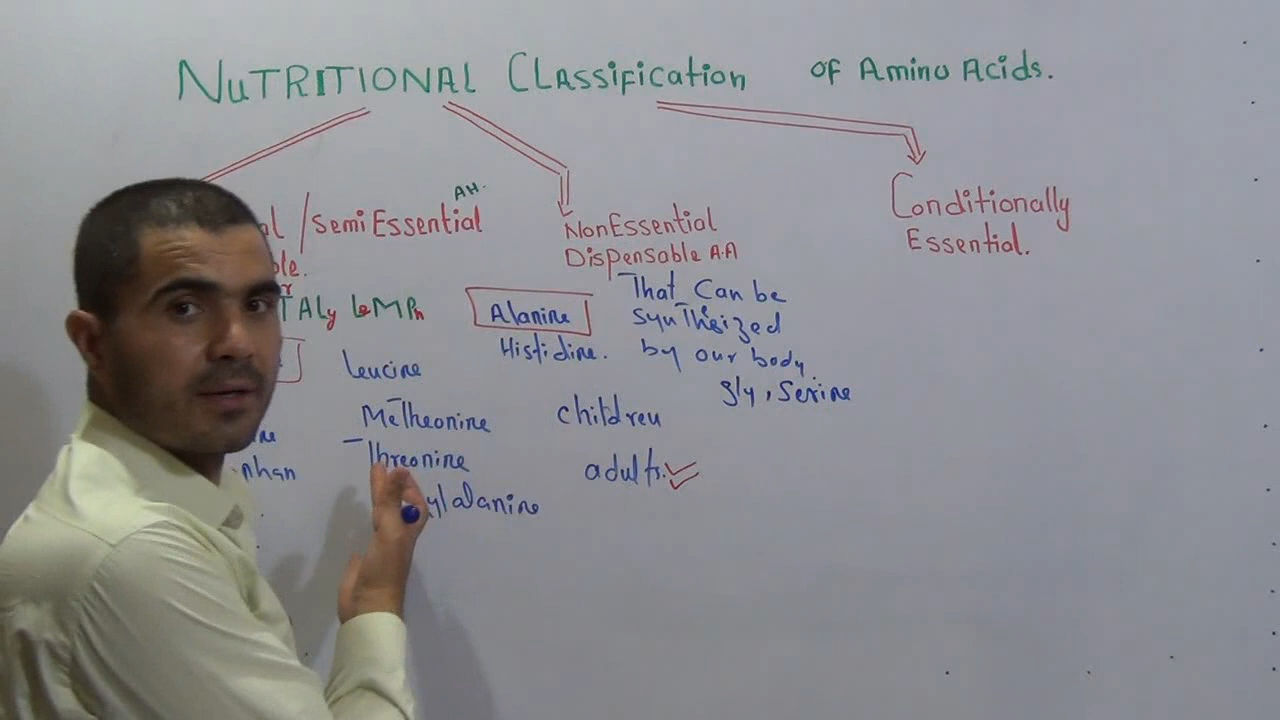 NUTRITIONAL CLASSIFICATION of Amino Acids.
/semi Essential AH.
NonEssential
Dispensable A.A
Conditionally
Essential.
That Can be
Synthesized
by our body
gly, Serine
TALy LeMPh
Alanine
Histidine.
Leucine
Metheonine
Threonine
children
adults.